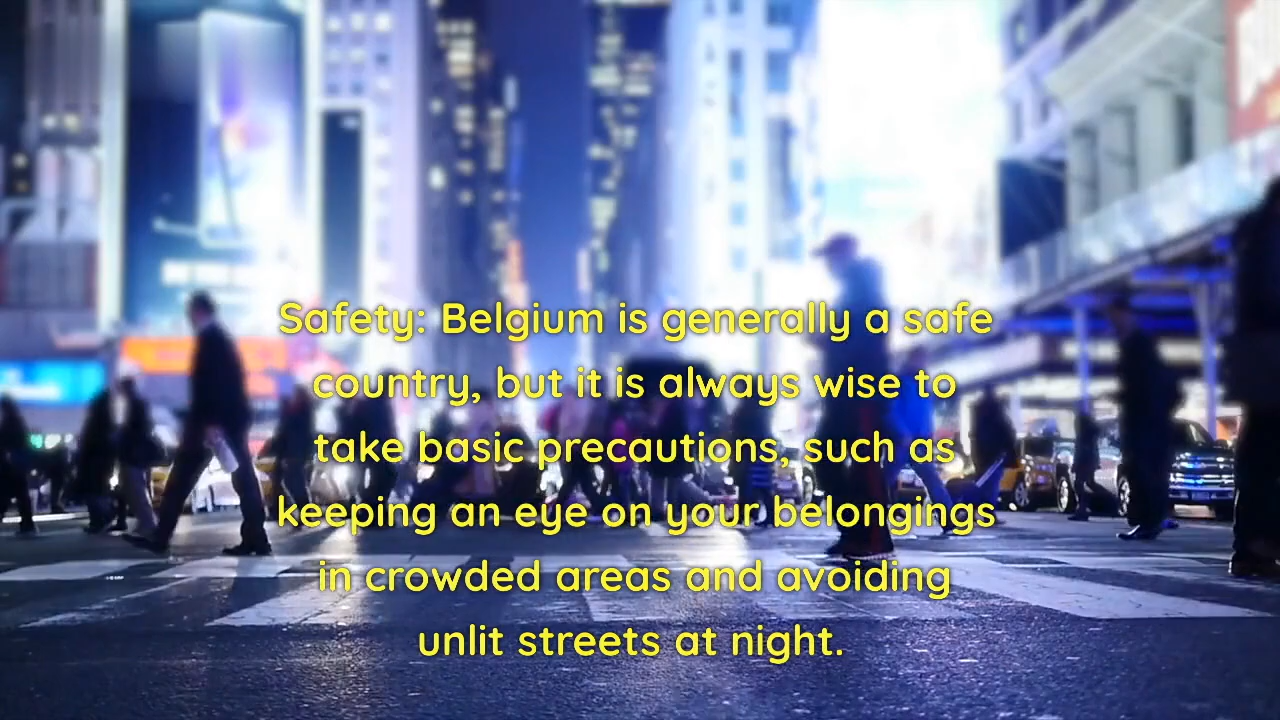 Safety: Belgium is generally a safe
country, but it is always wise to
take basic precautions, such as
keeping an eye on your belongings
in crowded areas and avoiding
unlit streets at night.